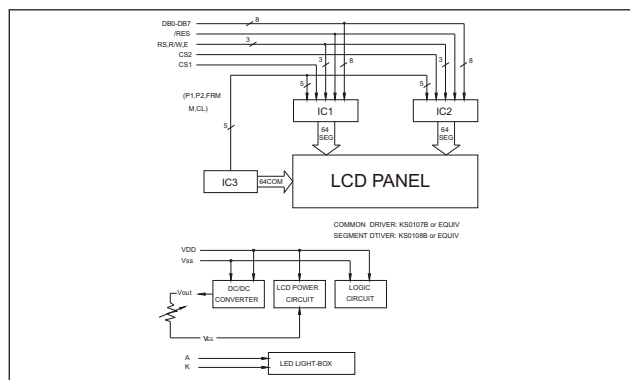 DB0-DB7
8
/RES
RS,R/W,E
3
CS2
CS1
3
8
3
8
5
5
(P1,P2,FRM
M,CL)
5
IC1
IC2
64
SEG
64
SEG
IC3
64COM
LCD PANEL
COMMON DRIVER: KS0107B or EQUIV
SEGMENT DTIVER: KS0108B or EQUIV
VDD
Vss
Vout
DC/DC
CONVERTER
LCD POWER
CIRCUIT
LOGIC
CIRCUIT
VEE
A
K
LED LIGHT-BOX